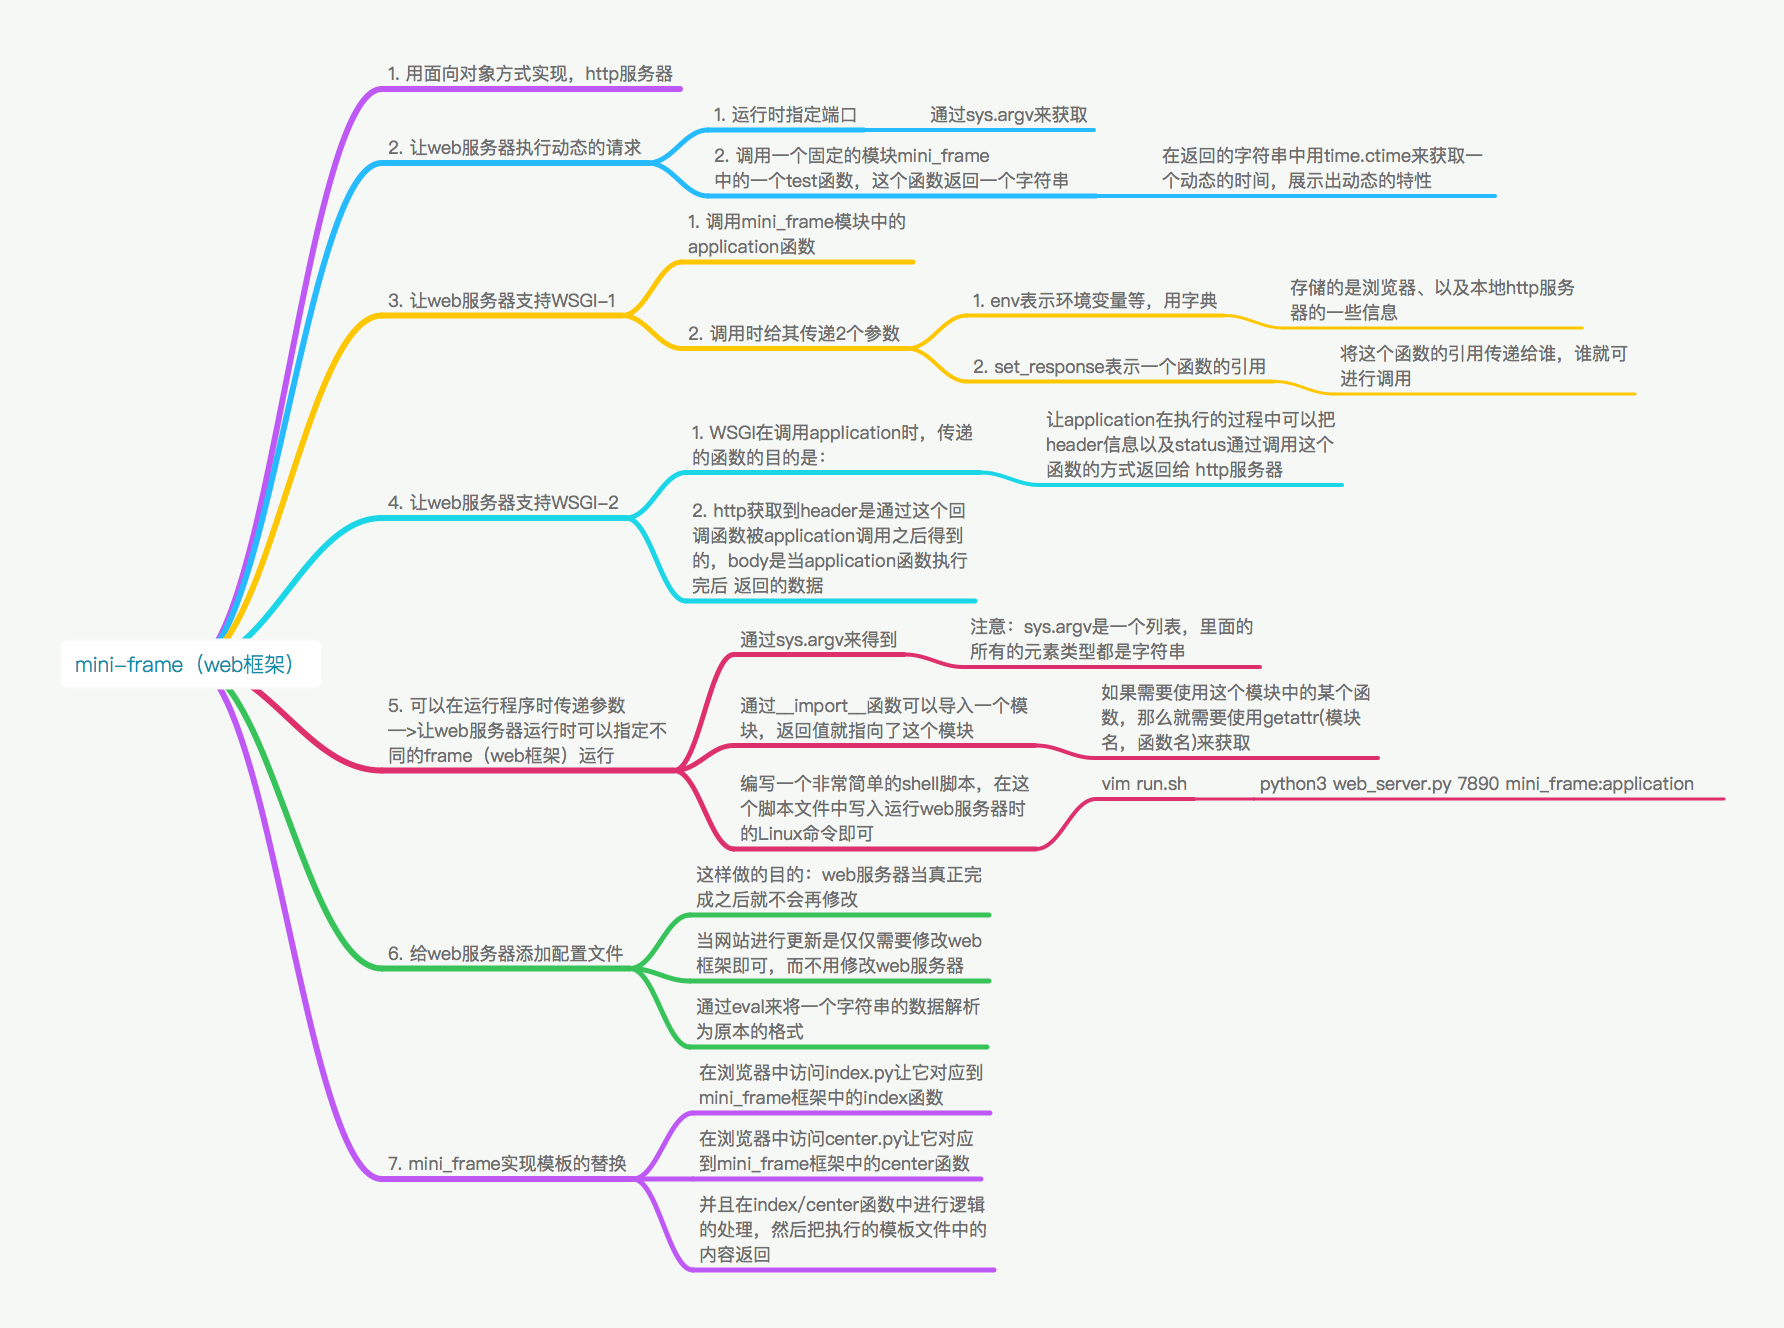 mini-frame（web框架）
1. 用面向对象方式实现，http服务器
2. 让web服务器执行动态的请求
1. 运行时指定端口
通过sys.argv来获取
2. 调用一个固定的模块mini_frame
中的一个test函数，这个函数返回一个字符串
在返回的字符串中用time.ctime来获取一
个动态的时间，展示出动态的特性
3. 让web服务器支持WSGI-1
1. 调用mini_frame模块中的
application函数
2. 调用时给其传递2个参数
1. env表示环境变量等，用字典
存储的是浏览器、以及本地http服务
器的一些信息
2. set_response表示一个函数的引用
将这个函数的引用传递给谁，谁就可
进行调用
4. 让web服务器支持WSGI-2
1. WSGI在调用application时，传递
的函数的目的是：
让application在执行的过程中可以把
header信息以及status通过调用这个
函数的方式返回给 http服务器
2. http获取到header是通过这个回
调函数被application调用之后得到
的，body是当application函数执行
完后 返回的数据
5. 可以在运行程序时传递参数
—>让web服务器运行时可以指定不
同的frame（web框架）运行
通过sys.argv来得到
注意：sys.argv是一个列表，里面的
所有的元素类型都是字符串
通过__import__函数可以导入一个模
块，返回值就指向了这个模块
如果需要使用这个模块中的某个函
数，那么就需要使用getattr(模块
名，函数名)来获取
编写一个非常简单的shell脚本，在这
个脚本文件中写入运行web服务器时
的Linux命令即可
vim run.sh
python3 web_server.py 7890 mini_frame:application
6. 给web服务器添加配置文件
这样做的目的：web服务器当真正完
成之后就不会再修改
当网站进行更新是仅仅需要修改web
框架即可，而不用修改web服务器
通过eval来将一个字符串的数据解析
为原本的格式
7. mini_frame实现模板的替换
在浏览器中访问index.py让它对应到
mini_frame框架中的index函数
在浏览器中访问center.py让它对应
到mini_frame框架中的center函数
并且在index/center函数中进行逻辑
的处理，然后把执行的模板文件中的
内容返回